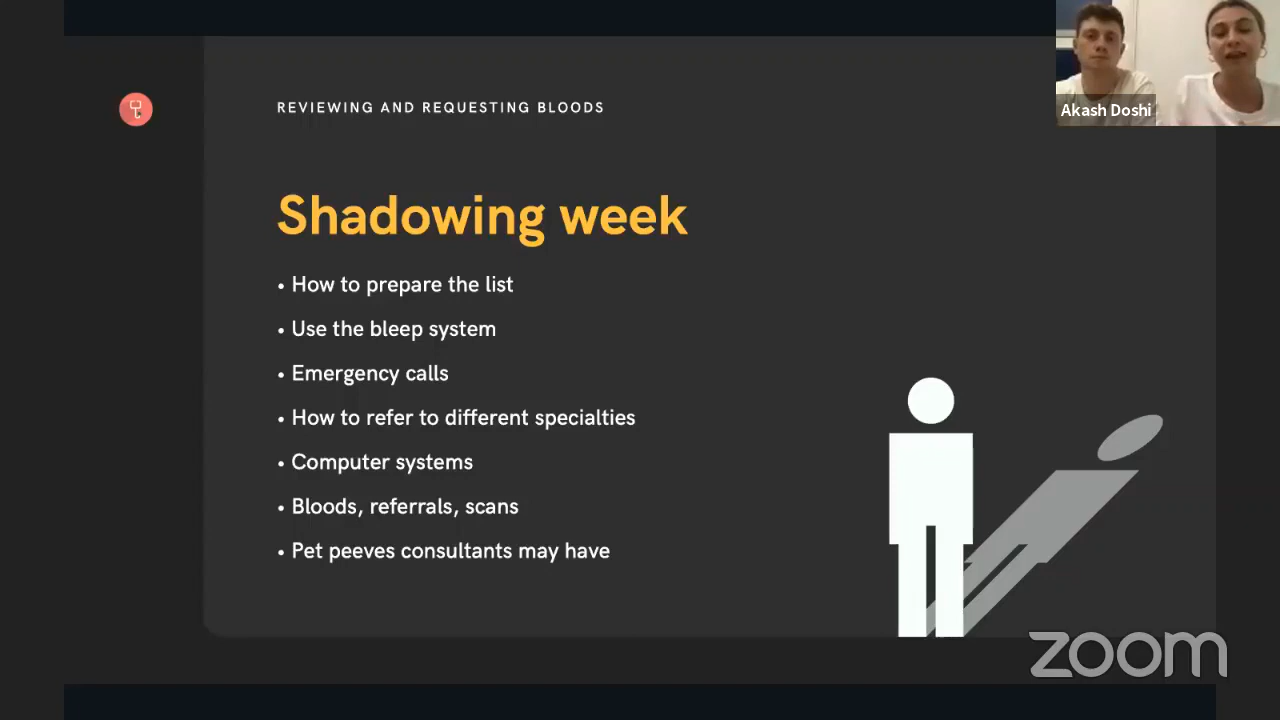 REVIEWING AND REQUESTING BLOODS
Akash Doshi
Shadowing week
• How to prepare the list
• Use the bleep system
• Emergency calls
• How to refer to different specialties
• Computer systems
• Bloods, referrals, scans
• Pet peeves consultants may have
zoom